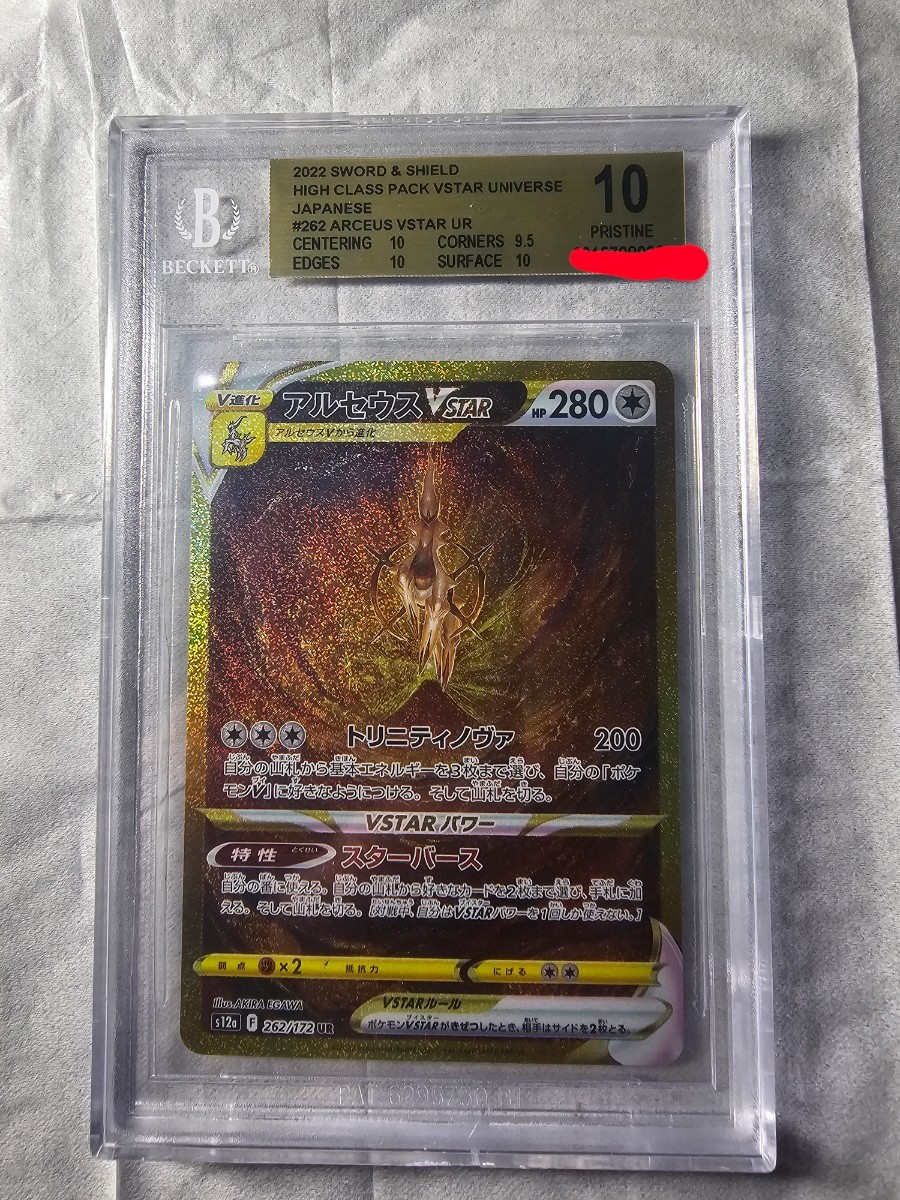 2022 SWORD & SHIELD
HIGH CLASS PACK VSTAR UNIVERSE
JAPANESE
#262 ARCEUS VSTAR UR
CENTERING 10 CORNERS 9.5
EDGES 10 SURFACE 10
10
PRISTINE
B
BECKETT®
V進化
アルセウスVSTAR
HP 280
アルセウスVから進化
トリニティノヴァ 200
自分の山札から基本エネルギーを3枚まで選び、自分の「ポケ
モンV」に好きなようにつける。そして山札を切る。
VSTARパワー
特性 とくせい スターバース
自分の番に使える。自分の山札から好きなカードを2枚まで選び、手札に加
える。そして山札を切る。[対戦中、自分はVSTARパワーを1回しか使えない。]
弱点 ×2 抵抗力 にげる
Illus. AKIRA EGAWA
s12a F 262/172 UR
VSTARルール
ポケモンVSTARがきぜつしたとき、相手はサイドを2枚とる。